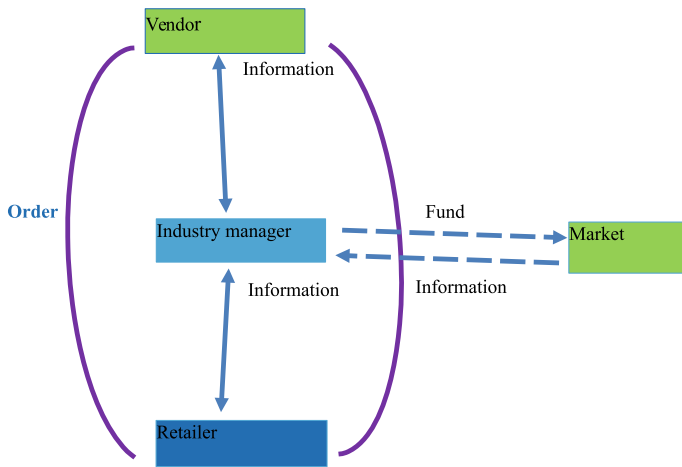 Vendor
Information
Order
Fund
Industry manager
Market
Information
Information
Retailer